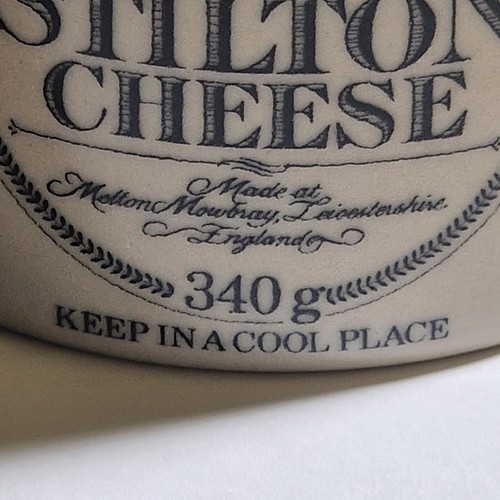 STILTON
CHEESE
Made at
Melton Mowbray, Leicestershire
England
340 g
KEEP IN A COOL PLACE